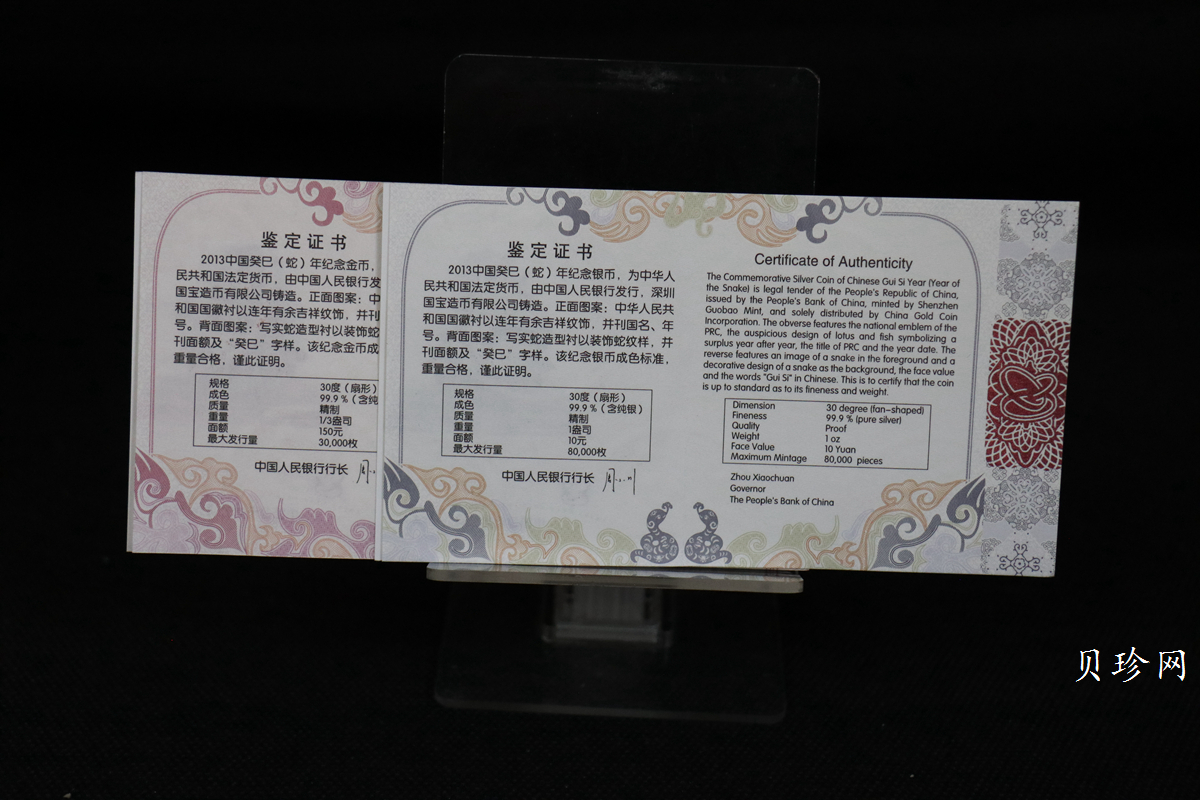 鉴定证书
2013中国癸巳（蛇）年纪念金币，
民共和国法定货币，由中国人民银行发
国宝造币有限公司铸造。正面图案：中
和国国徽衬以连年有余吉祥纹饰，并刊
号。背面图案：写实蛇造型衬以装饰蛇
刊面额及“癸巳”字样。该纪念金币成
重量合格，谨此证明。
规格 30度（扇形）
成色 99.9％（含纯
质量 精制
重量 1/3盎司
面额 150元
最大发行量 30,000枚
中国人民银行行长
鉴定证书
2013中国癸巳（蛇）年纪念银币，为中华人
民共和国法定货币，由中国人民银行发行，深圳
国宝造币有限公司铸造。正面图案：中华人民共
和国国徽衬以连年有余吉祥纹饰，并刊国名、年
号。背面图案：写实蛇造型衬以装饰蛇纹样，并
刊面额及“癸巳”字样。该纪念银币成色标准，
重量合格，谨此证明。
规格 30度（扇形）
成色 99.9％（含纯银）
质量 精制
重量 1盎司
面额 10元
最大发行量 80,000枚
中国人民银行行长
Certificate of Authenticity
The Commemorative Silver Coin of Chinese Gui Si Year (Year of
the Snake) is legal tender of the People's Republic of China,
issued by the People's Bank of China, minted by Shenzhen
Guobao Mint, and solely distributed by China Gold Coin
Incorporation. The obverse features the national emblem of the
PRC, the auspicious design of lotus and fish symbolizing a
surplus year after year, the title of PRC and the year date. The
reverse features an image of a snake in the foreground and a
decorative design of a snake as the background, the face value
and the words "Gui Si" in Chinese. This is to certify that the coin
is up to standard as to its fineness and weight.
Dimension 30 degree (fan-shaped)
Fineness 99.9 % (pure silver)
Quality Proof
Weight 1 oz
Face Value 10 Yuan
Maximum Mintage 80,000 pieces
Zhou Xiaochuan
Governor
The People's Bank of China
贝珍网